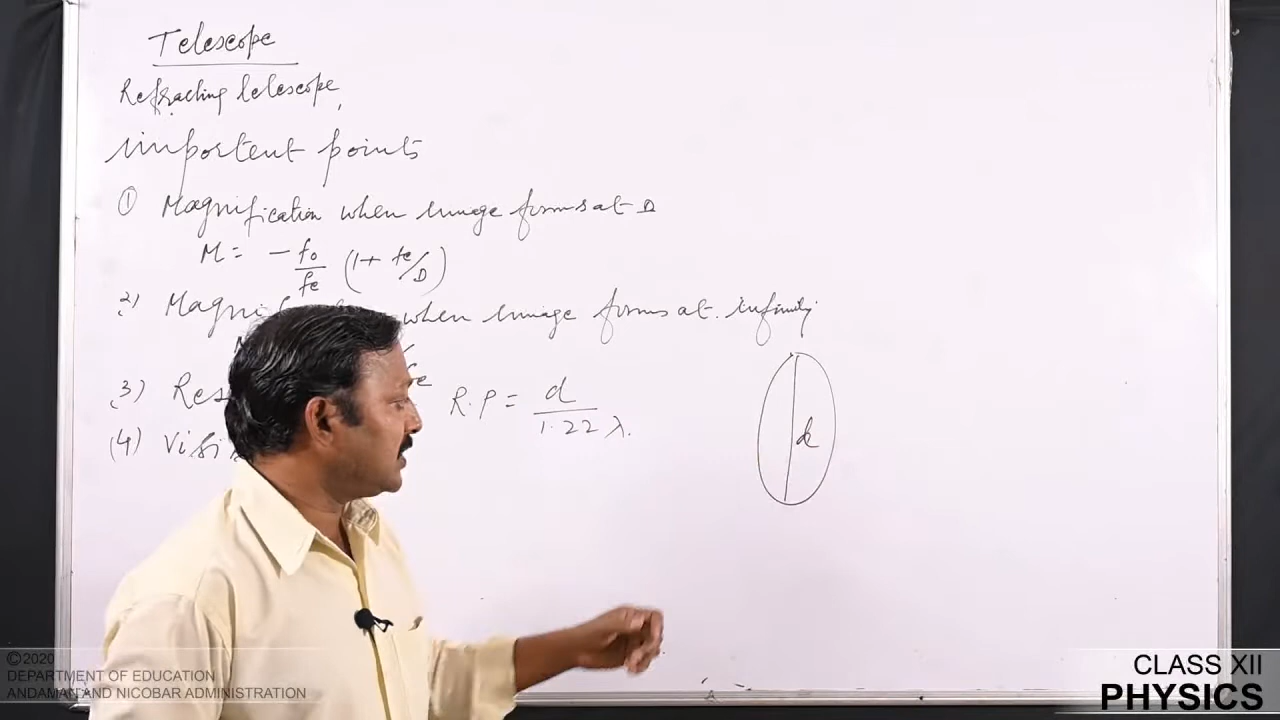 Telescope
Refracting telescope,
importent points
① Magnification when image forms at D
M = - fo/fe (1+ fe/D)
2) Magni when image forms at infinity
fe
3) Res R.P = d/1.22 λ.
(4) Visi
d
©2020
DEPARTMENT OF EDUCATION
ANDAMAN AND NICOBAR ADMINISTRATION
CLASS XII
PHYSICS